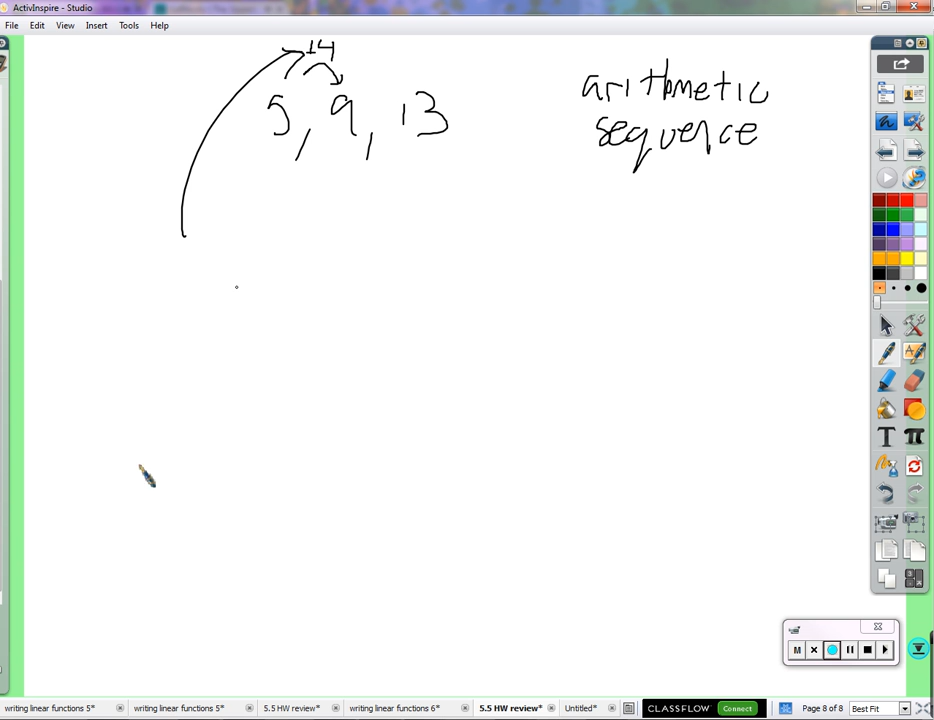 ActivInspire - Studio
File Edit View Insert Tools Help
14
5, 9, 13
arithmetic
sequence
M
writing linear functions 5*
writing linear functions 5*
5.5 HW review*
writing linear functions 6*
5.5 HW review*
Untitled*
CLASSFLOW Connect
Page 8 of 8
Best Fit